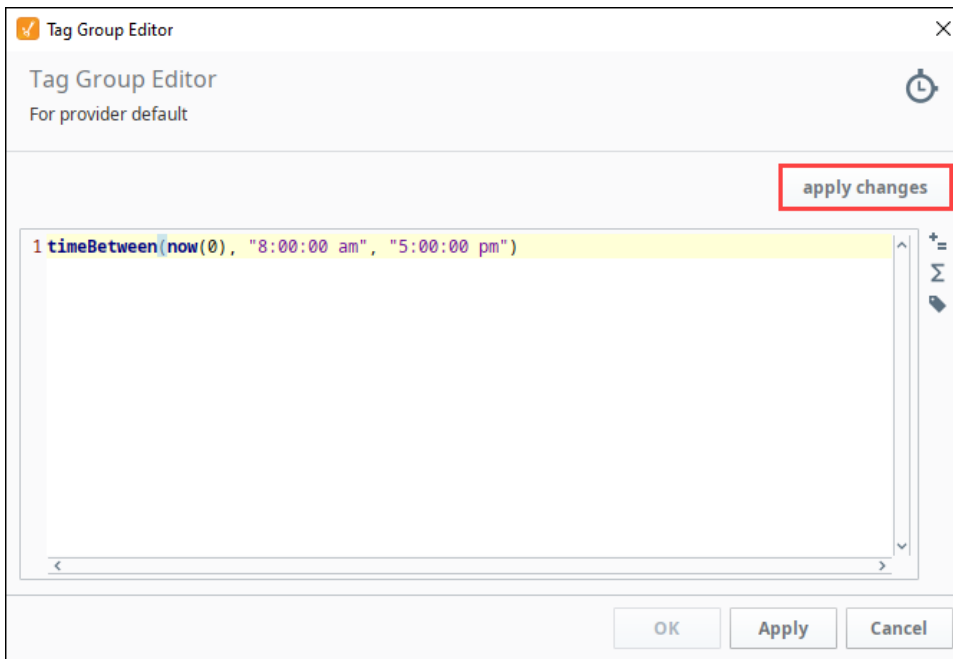 Tag Group Editor
Tag Group Editor
For provider default
apply changes
1 timeBetween(now(0), "8:00:00 am", "5:00:00 pm")
OK Apply Cancel